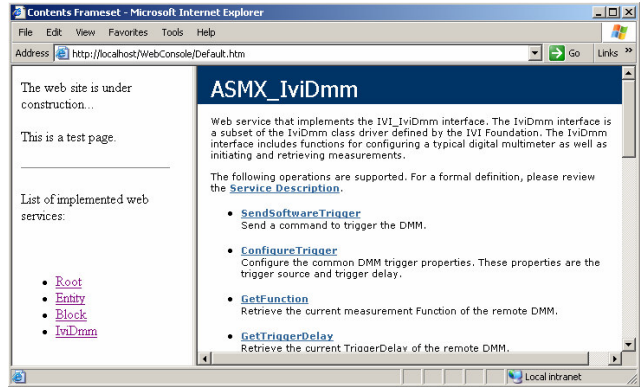 Contents Frameset - Microsoft Internet Explorer
File Edit View Favorites Tools Help
Address http://localhost/WebConsole/Default.htm Go Links »
The web site is under
construction...
This is a test page.
List of implemented web
services:
Root
Entity
Block
IviDmm
ASMX_IviDmm
Web service that implements the IVI_IviDmm interface. The IviDmm interface is
a subset of the IviDmm class driver defined by the IVI Foundation. The IviDmm
interface includes functions for configuring a typical digital multimeter as well as
initiating and retrieving measurements.
The following operations are supported. For a formal definition, please review
the Service Description.
SendSoftwareTrigger
Send a command to trigger the DMM.
ConfigureTrigger
Configure the common DMM trigger properties. These properties are the
trigger source and trigger delay.
GetFunction
Retrieve the current measurement Function of the remote DMM.
GetTriggerDelay
Retrieve the current TriggerDelay of the remote DMM.
Local intranet